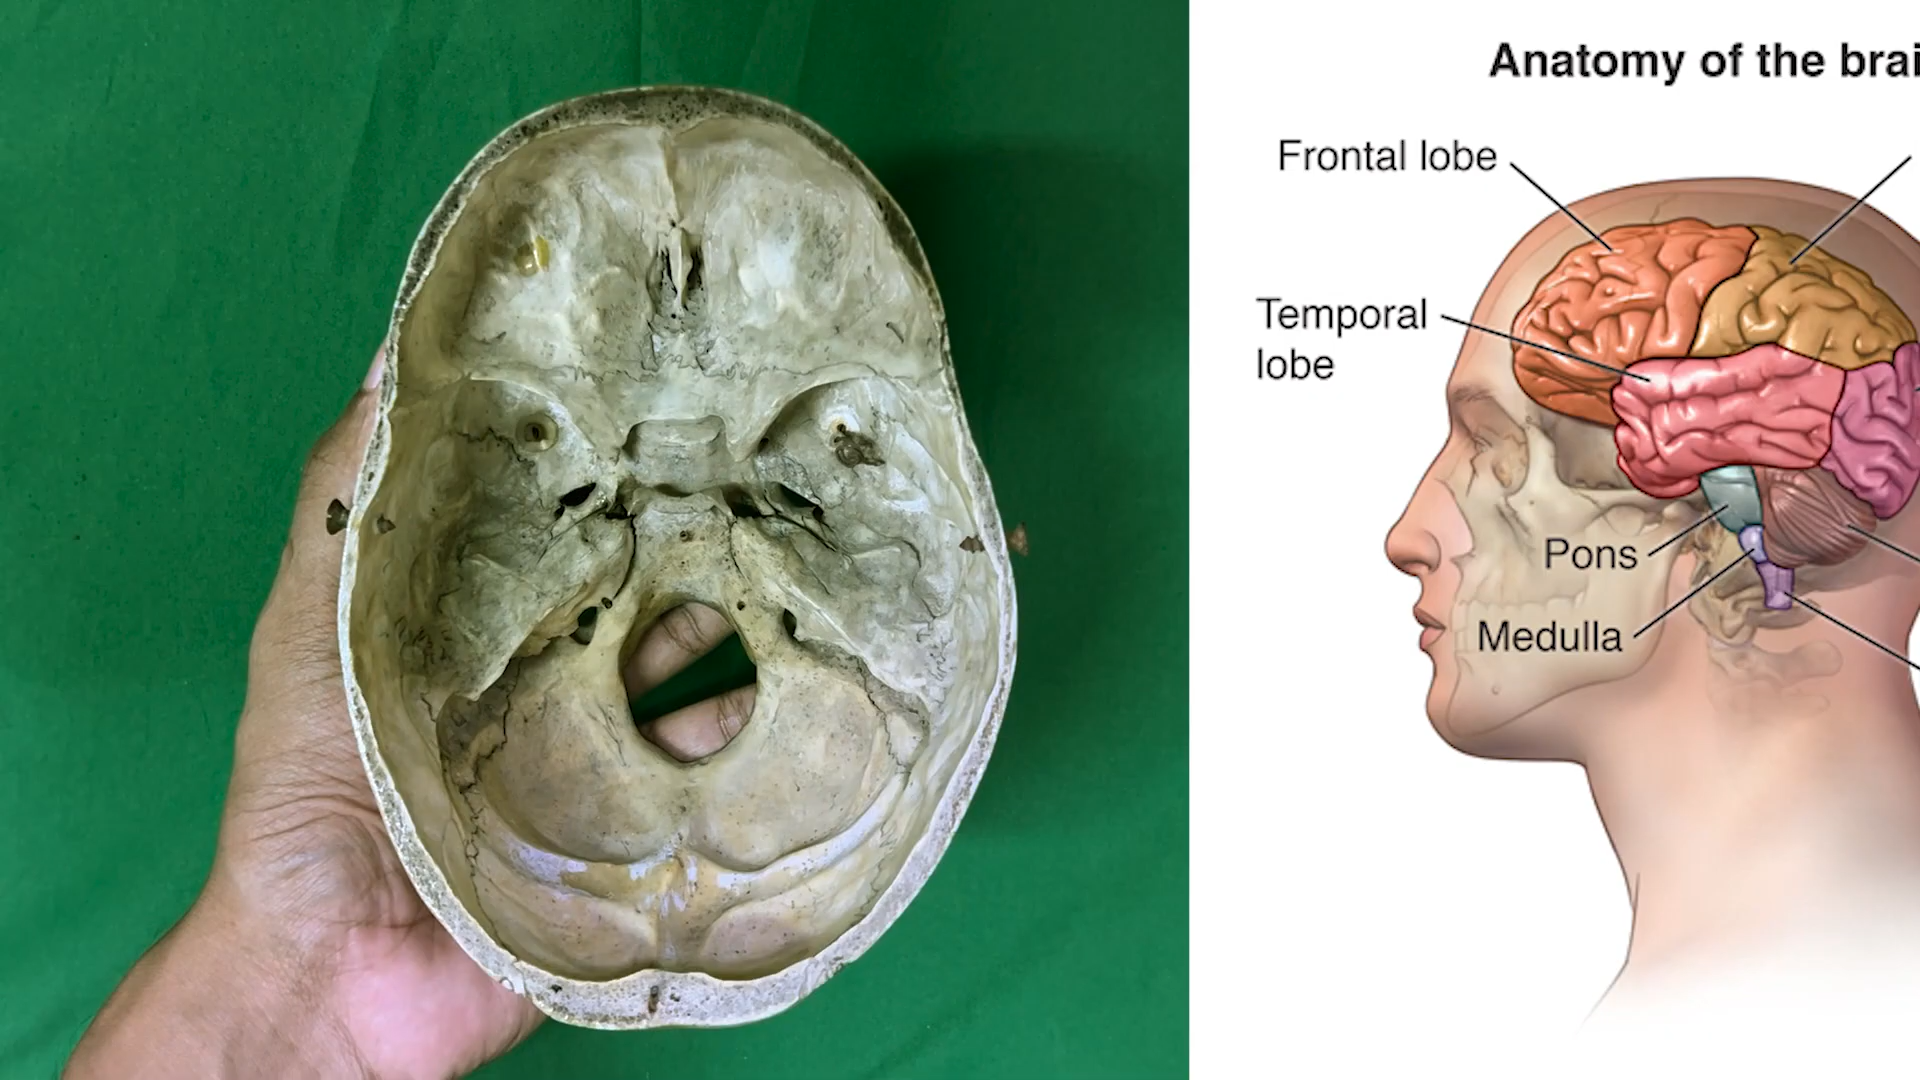 Anatomy of the brai
Frontal lobe
Temporal
lobe
Pons
Medulla